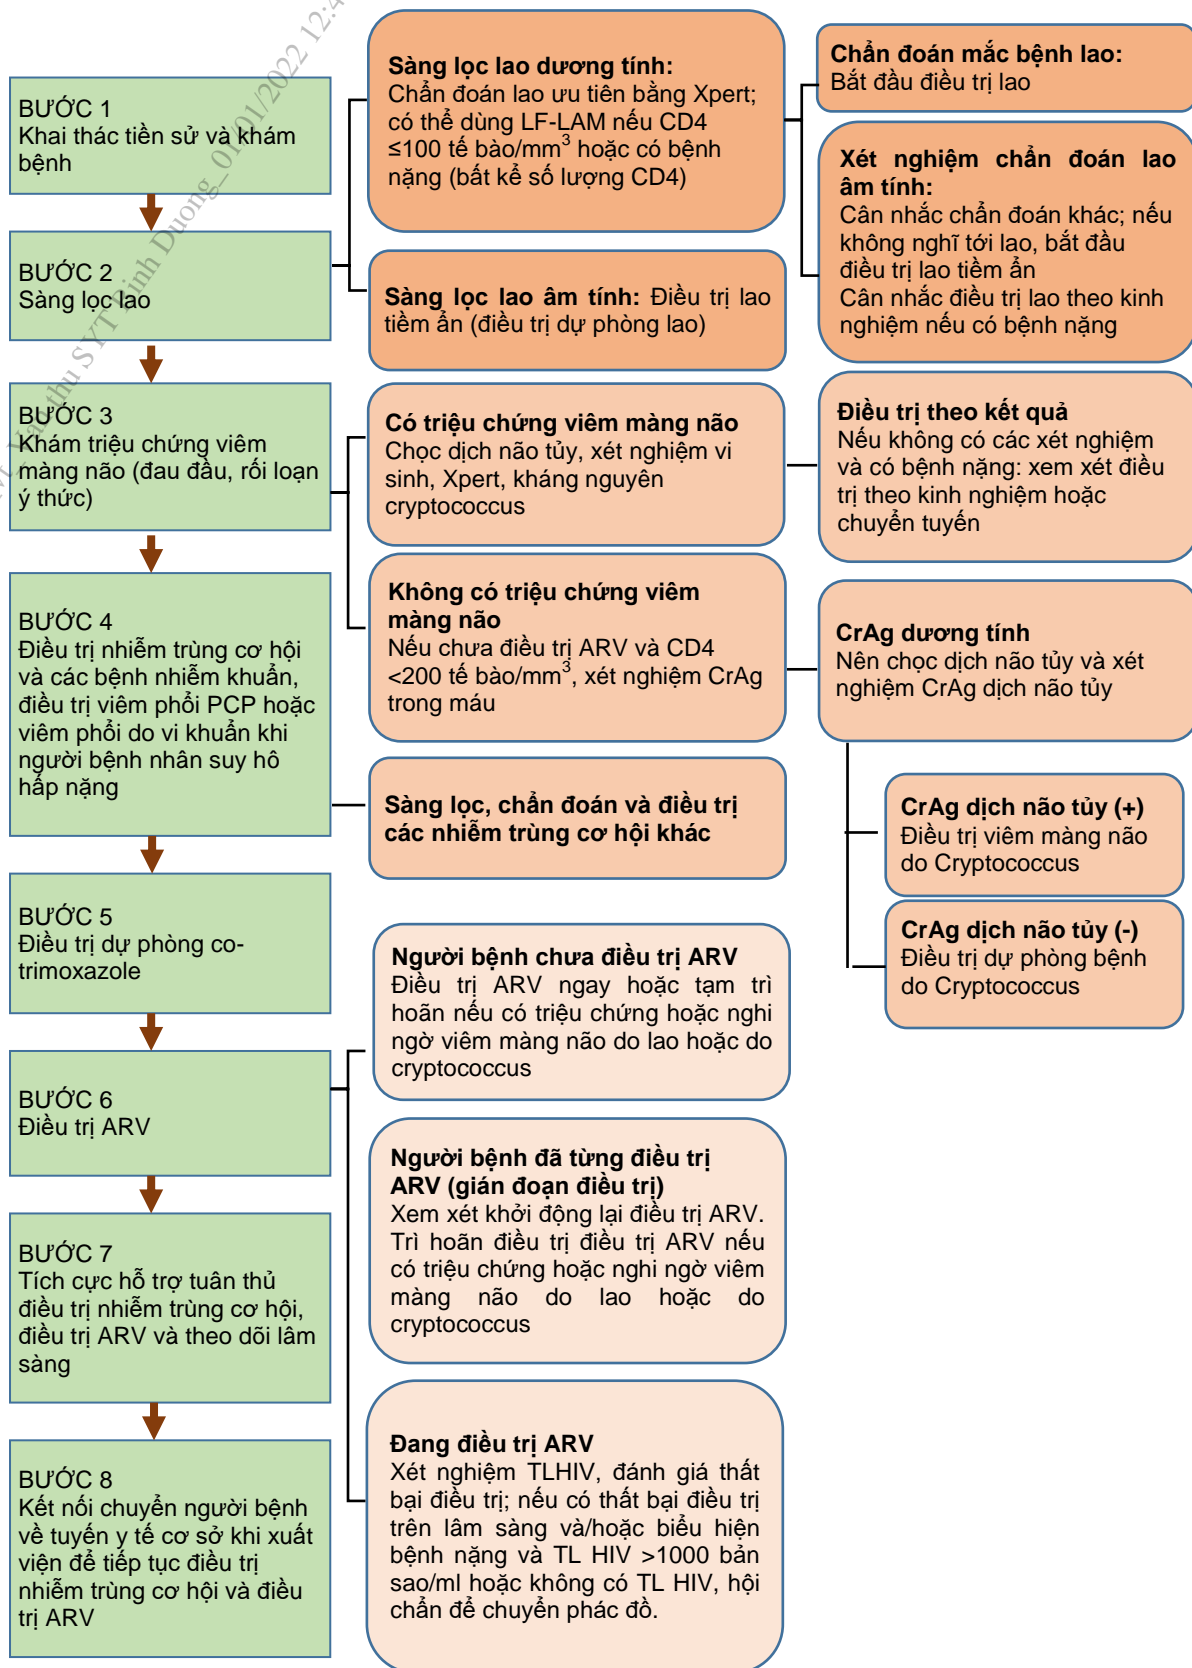 BƯỚC 1
Khai thác tiền sử và khám
bệnh
BƯỚC 2
Sàng lọc lao
Sàng lọc lao dương tính:
Chẩn đoán lao ưu tiên bằng Xpert;
có thể dùng LF-LAM nếu CD4
≤100 tế bào/mm³ hoặc có bệnh
nặng (bất kể số lượng CD4)
Sàng lọc lao âm tính: Điều trị lao
tiềm ẩn (điều trị dự phòng lao)
Chẩn đoán mắc bệnh lao:
Bắt đầu điều trị lao
Xét nghiệm chẩn đoán lao
âm tính:
Cân nhắc chẩn đoán khác; nếu
không nghĩ tới lao, bắt đầu
điều trị lao tiềm ẩn
Cân nhắc điều trị lao theo kinh
nghiệm nếu có bệnh nặng
BƯỚC 3
Khám triệu chứng viêm
màng não (đau đầu, rối loạn
ý thức)
Có triệu chứng viêm màng não
Chọc dịch não tủy, xét nghiệm vi
sinh, Xpert, kháng nguyên
cryptococcus
Điều trị theo kết quả
Nếu không có các xét nghiệm
và có bệnh nặng: xem xét điều
trị theo kinh nghiệm hoặc
chuyển tuyến
Không có triệu chứng viêm
màng não
Nếu chưa điều trị ARV và CD4
<200 tế bào/mm³, xét nghiệm CrAg
trong máu
CrAg dương tính
Nên chọc dịch não tủy và xét
nghiệm CrAg dịch não tủy
CrAg dịch não tủy (+)
Điều trị viêm màng não
do Cryptococcus
CrAg dịch não tủy (-)
Điều trị dự phòng bệnh
do Cryptococcus
BƯỚC 4
Điều trị nhiễm trùng cơ hội
và các bệnh nhiễm khuẩn,
điều trị viêm phổi PCP hoặc
viêm phổi do vi khuẩn khi
người bệnh nhân suy hô
hấp nặng
Sàng lọc, chẩn đoán và điều trị
các nhiễm trùng cơ hội khác
BƯỚC 5
Điều trị dự phòng co-
trimoxazole
BƯỚC 6
Điều trị ARV
Người bệnh chưa điều trị ARV
Điều trị ARV ngay hoặc tạm trì
hoãn nếu có triệu chứng hoặc nghi
ngờ viêm màng não do lao hoặc do
cryptococcus
Người bệnh đã từng điều trị
ARV (gián đoạn điều trị)
Xem xét khởi động lại điều trị ARV.
Trì hoãn điều trị điều trị ARV nếu
có triệu chứng hoặc nghi ngờ viêm
màng não do lao hoặc do
cryptococcus
Đang điều trị ARV
Xét nghiệm TLHIV, đánh giá thất
bại điều trị; nếu có thất bại điều trị
trên lâm sàng và/hoặc biểu hiện
bệnh nặng và TL HIV >1000 bản
sao/ml hoặc không có TL HIV, hội
chẩn để chuyển phác đồ.
BƯỚC 7
Tích cực hỗ trợ tuân thủ
điều trị nhiễm trùng cơ hội,
điều trị ARV và theo dõi lâm
sàng
BƯỚC 8
Kết nối chuyển người bệnh
về tuyến y tế cơ sở khi xuất
viện để tiếp tục điều trị
nhiễm trùng cơ hội và điều
trị ARV
Van thu SYT Binh Duong_01/01/2022